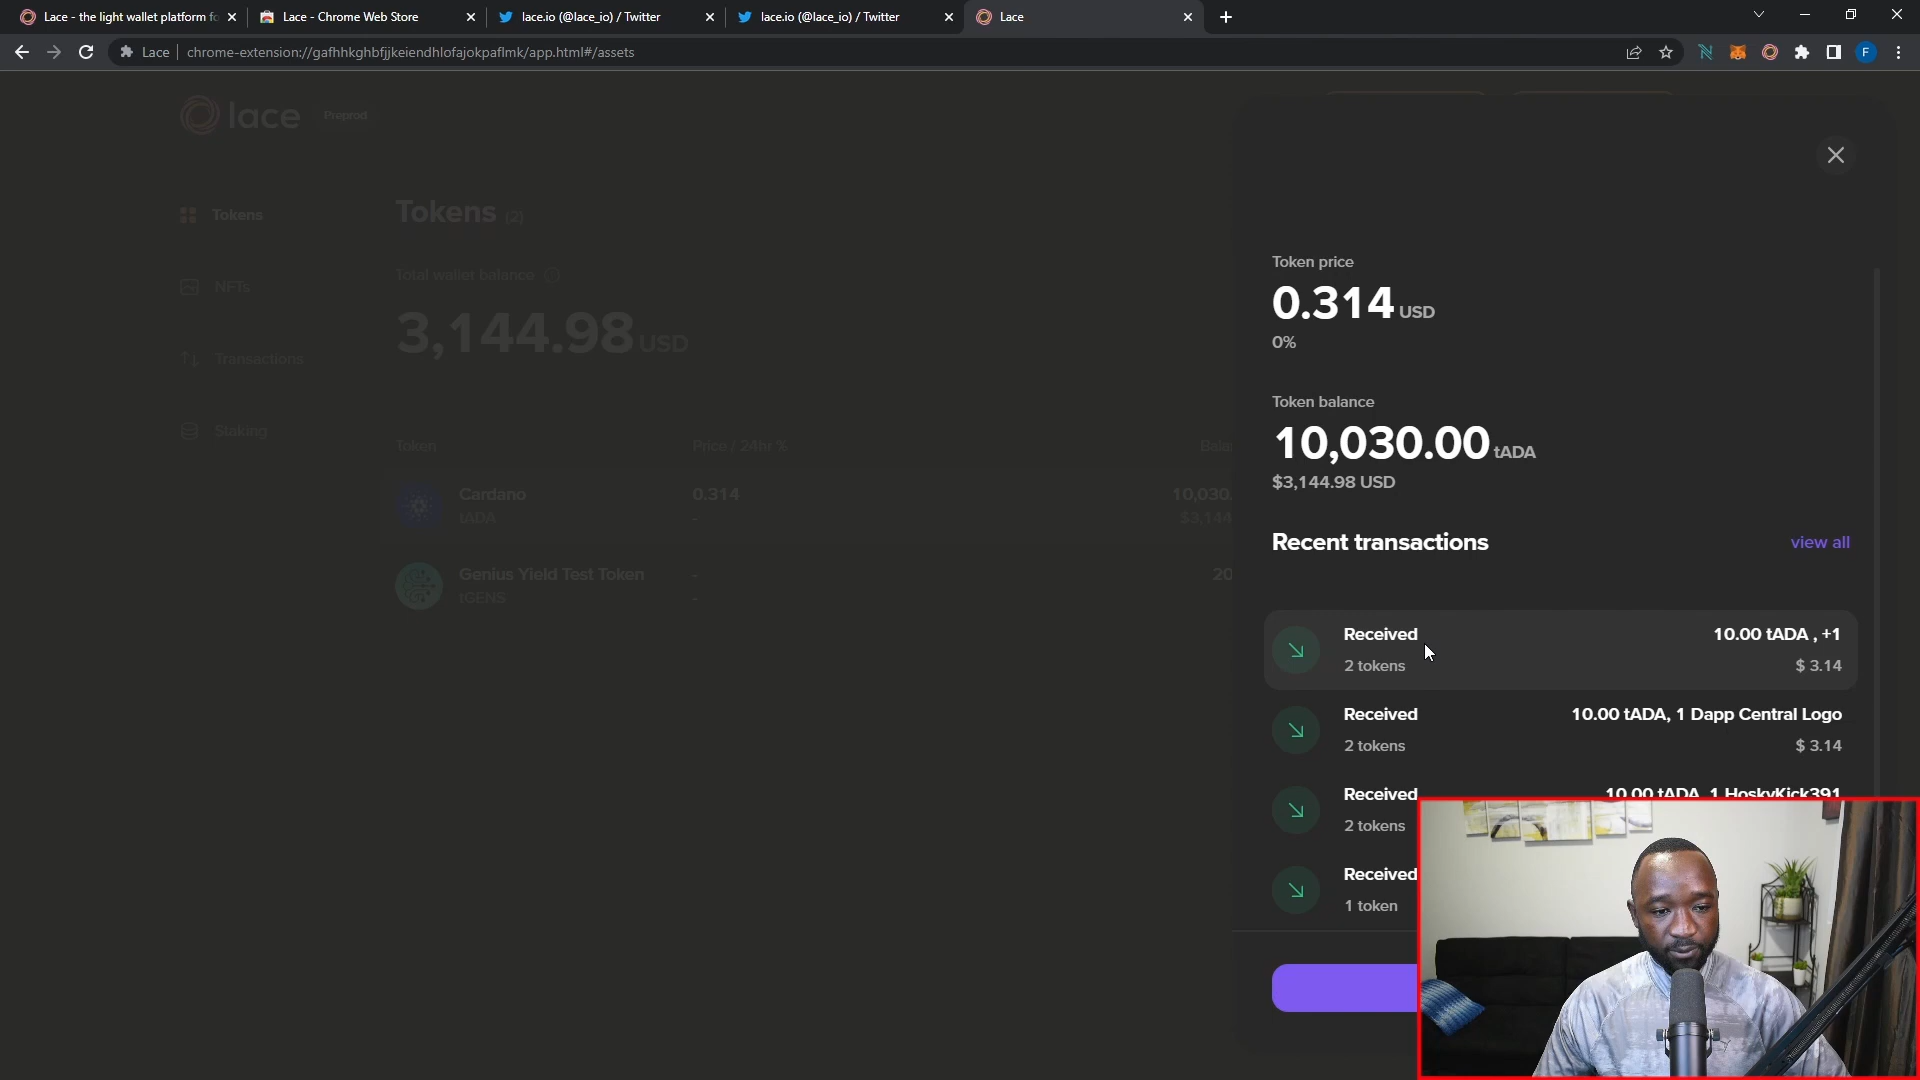 Lace - the light wallet platform fo
Lace - Chrome Web Store
lace.io (@lace_io) / Twitter
lace.io (@lace_io) / Twitter
Lace
Lace
chrome-extension://gafhhkghbfjjkeiendhlofajokpaflmk/app.html#/assets
F
lace
Preprod
Tokens
NFTs
Transactions
Staking
Tokens (2)
Total wallet balance
3,144.98 USD
Token
Price / 24hr %
Cardano
tADA
0.314
-
10,030.
$3,144
Genius Yield Test Token
tGENS
-
-
20
Token price
0.314 USD
0%
Token balance
10,030.00 tADA
$3,144.98 USD
Recent transactions
view all
Received
10.00 tADA , +1
2 tokens
$ 3.14
Received
10.00 tADA, 1 Dapp Central Logo
2 tokens
$ 3.14
Received
10.00 tADA, 1 HoskyKick391
2 tokens
Received
1 token